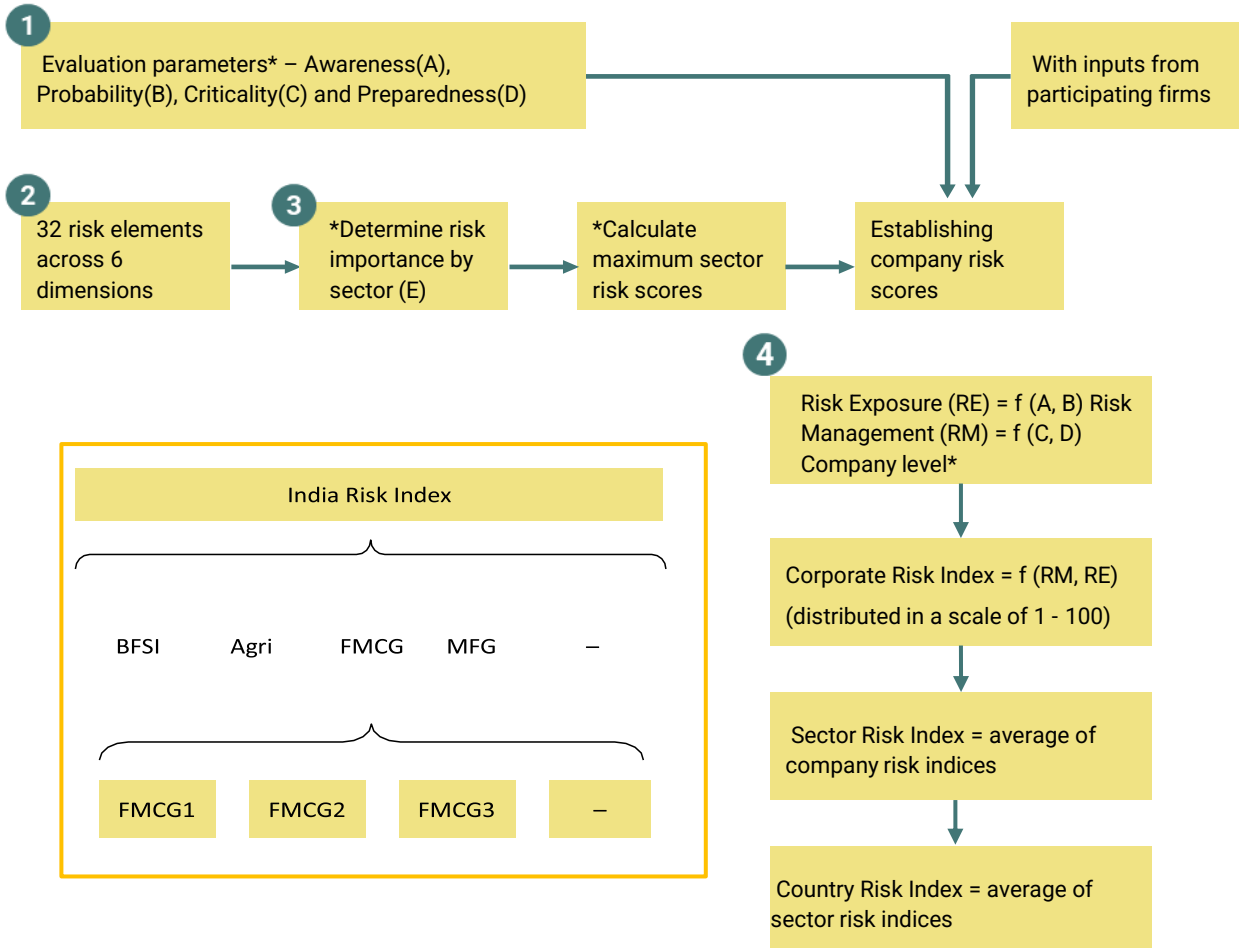 1
Evaluation parameters* – Awareness(A),
Probability(B), Criticality(C) and Preparedness(D)
With inputs from
participating firms
2
32 risk elements
across 6
dimensions
3
*Determine risk
importance by
sector (E)
*Calculate
maximum sector
risk scores
Establishing
company risk
scores
4
Risk Exposure (RE) = f (A, B) Risk
Management (RM) = f (C, D)
Company level*
Corporate Risk Index = f (RM, RE)
(distributed in a scale of 1 - 100)
Sector Risk Index = average of
company risk indices
Country Risk Index = average of
sector risk indices
India Risk Index
BFSI Agri FMCG MFG –
FMCG1 FMCG2 FMCG3 –